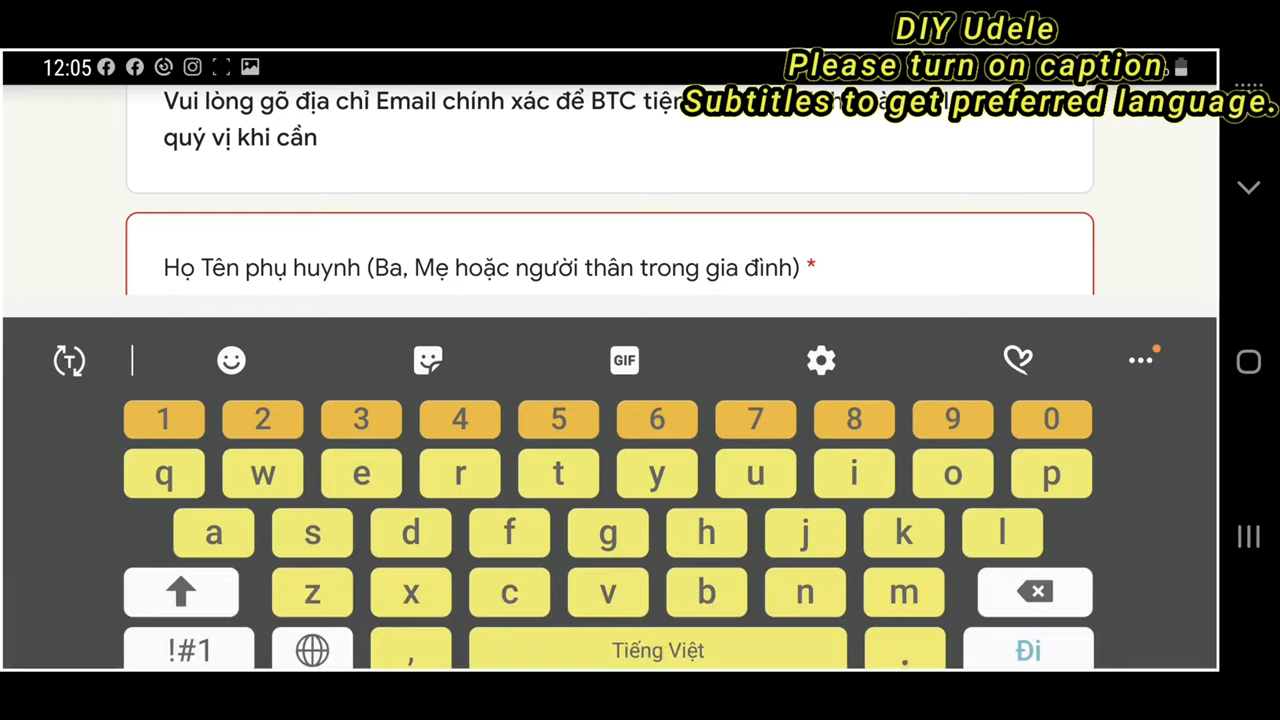 DIY Udele
Please turn on caption
Subtitles to get preferred language.
12:05
Vui lòng gõ địa chỉ Email chính xác để BTC tiện
quý vị khi cần
Họ Tên phụ huynh (Ba, Mẹ hoặc người thân trong gia đình) *
GIF
1 2 3 4 5 6 7 8 9 0
q w e r t y u i o p
a s d f g h j k l
z x c v b n m
!#1 , Tiếng Việt . Đi